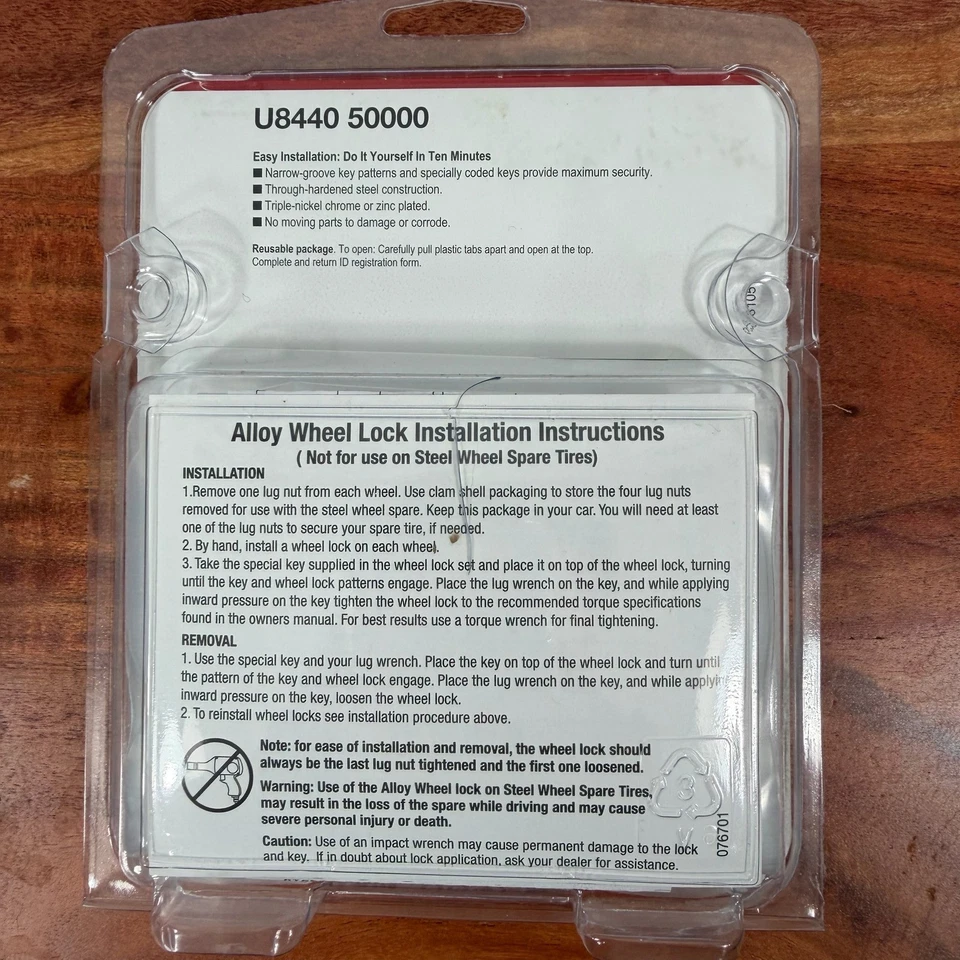 U8440 50000
Easy Installation: Do It Yourself In Ten Minutes
■ Narrow-groove key patterns and specially coded keys provide maximum security.
■ Through-hardened steel construction.
■ Triple-nickel chrome or zinc plated.
■ No moving parts to damage or corrode.
Reusable package. To open: Carefully pull plastic tabs apart and open at the top.
Complete and return ID registration form.
Alloy Wheel Lock Installation Instructions
( Not for use on Steel Wheel Spare Tires)
INSTALLATION
1.Remove one lug nut from each wheel. Use clam shell packaging to store the four lug nuts
removed for use with the steel wheel spare. Keep this package in your car. You will need at least
one of the lug nuts to secure your spare tire, if needed.
2. By hand, install a wheel lock on each wheel.
3. Take the special key supplied in the wheel lock set and place it on top of the wheel lock, turning
until the key and wheel lock patterns engage. Place the lug wrench on the key, and while applying
inward pressure on the key tighten the wheel lock to the recommended torque specifications
found in the owners manual. For best results use a torque wrench for final tightening.
REMOVAL
1. Use the special key and your lug wrench. Place the key on top of the wheel lock and turn until
the pattern of the key and wheel lock engage. Place the lug wrench on the key, and while applying
inward pressure on the key, loosen the wheel lock.
2. To reinstall wheel locks see installation procedure above.
Note: for ease of installation and removal, the wheel lock should
always be the last lug nut tightened and the first one loosened.
Warning: Use of the Alloy Wheel lock on Steel Wheel Spare Tires,
may result in the loss of the spare while driving and may cause
severe personal injury or death.
Caution: Use of an impact wrench may cause permanent damage to the lock
and key. If in doubt about lock application, ask your dealer for assistance.
3
076701